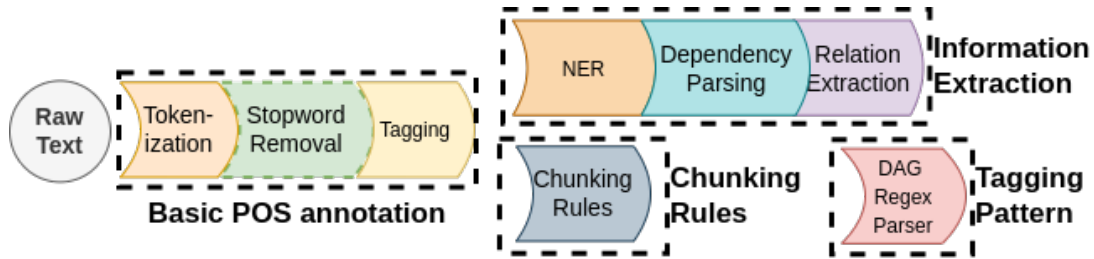 Raw
Text
Token-
ization
Stopword
Removal
Tagging
Basic POS annotation
NER
Dependency
Parsing
Relation
Extraction
Information
Extraction
Chunking
Rules
Chunking
Rules
DAG
Regex
Parser
Tagging
Pattern